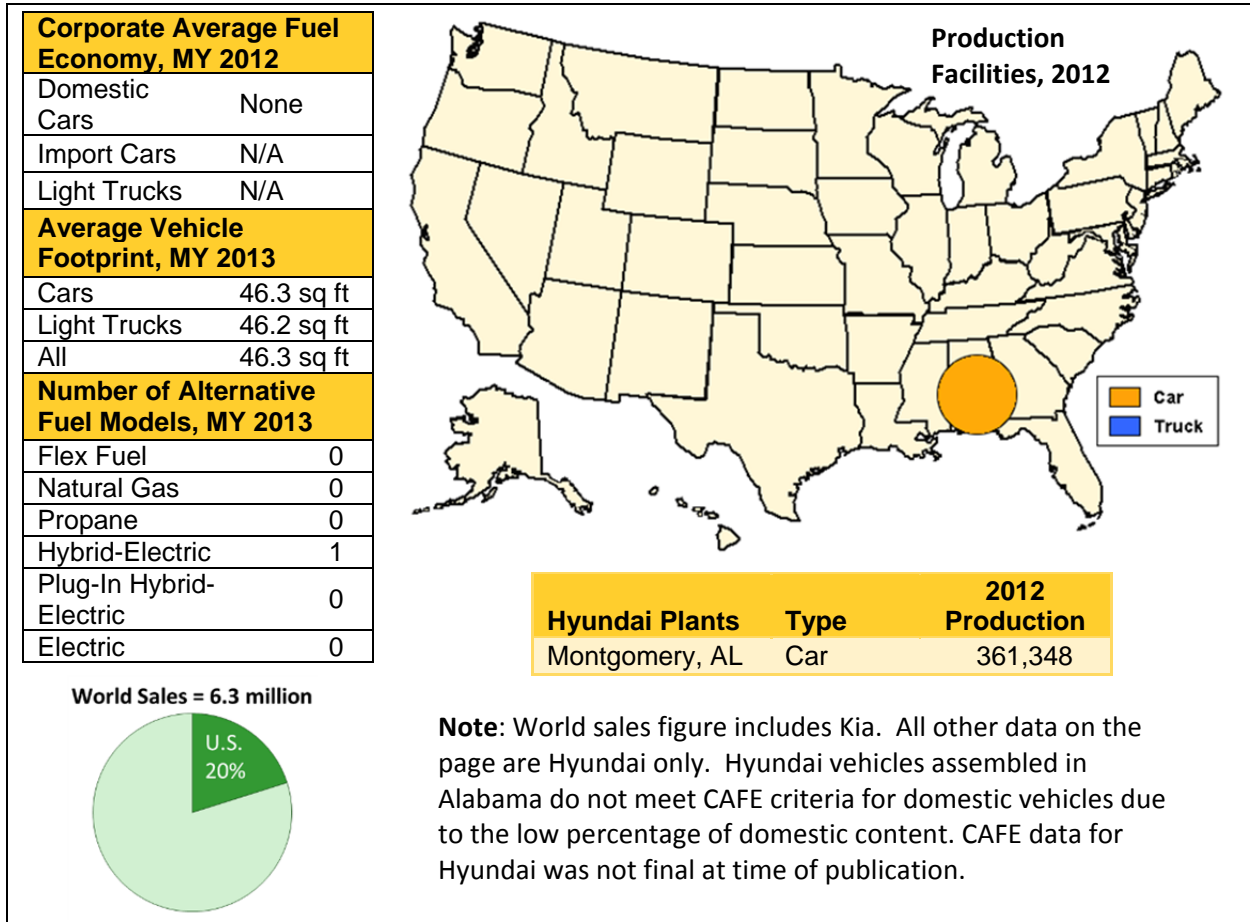 Corporate Average Fuel
Economy, MY 2012
Domestic
Cars None
Import Cars N/A
Light Trucks N/A
Average Vehicle
Footprint, MY 2013
Cars 46.3 sq ft
Light Trucks 46.2 sq ft
All 46.3 sq ft
Number of Alternative
Fuel Models, MY 2013
Flex Fuel 0
Natural Gas 0
Propane 0
Hybrid-Electric 1
Plug-In Hybrid-
Electric 0
Electric 0
World Sales = 6.3 million
U.S.
20%
Production
Facilities, 2012
Car
Truck
2012
Hyundai Plants Type Production
Montgomery, AL Car 361,348
Note: World sales figure includes Kia. All other data on the
page are Hyundai only. Hyundai vehicles assembled in
Alabama do not meet CAFE criteria for domestic vehicles due
to the low percentage of domestic content. CAFE data for
Hyundai was not final at time of publication.